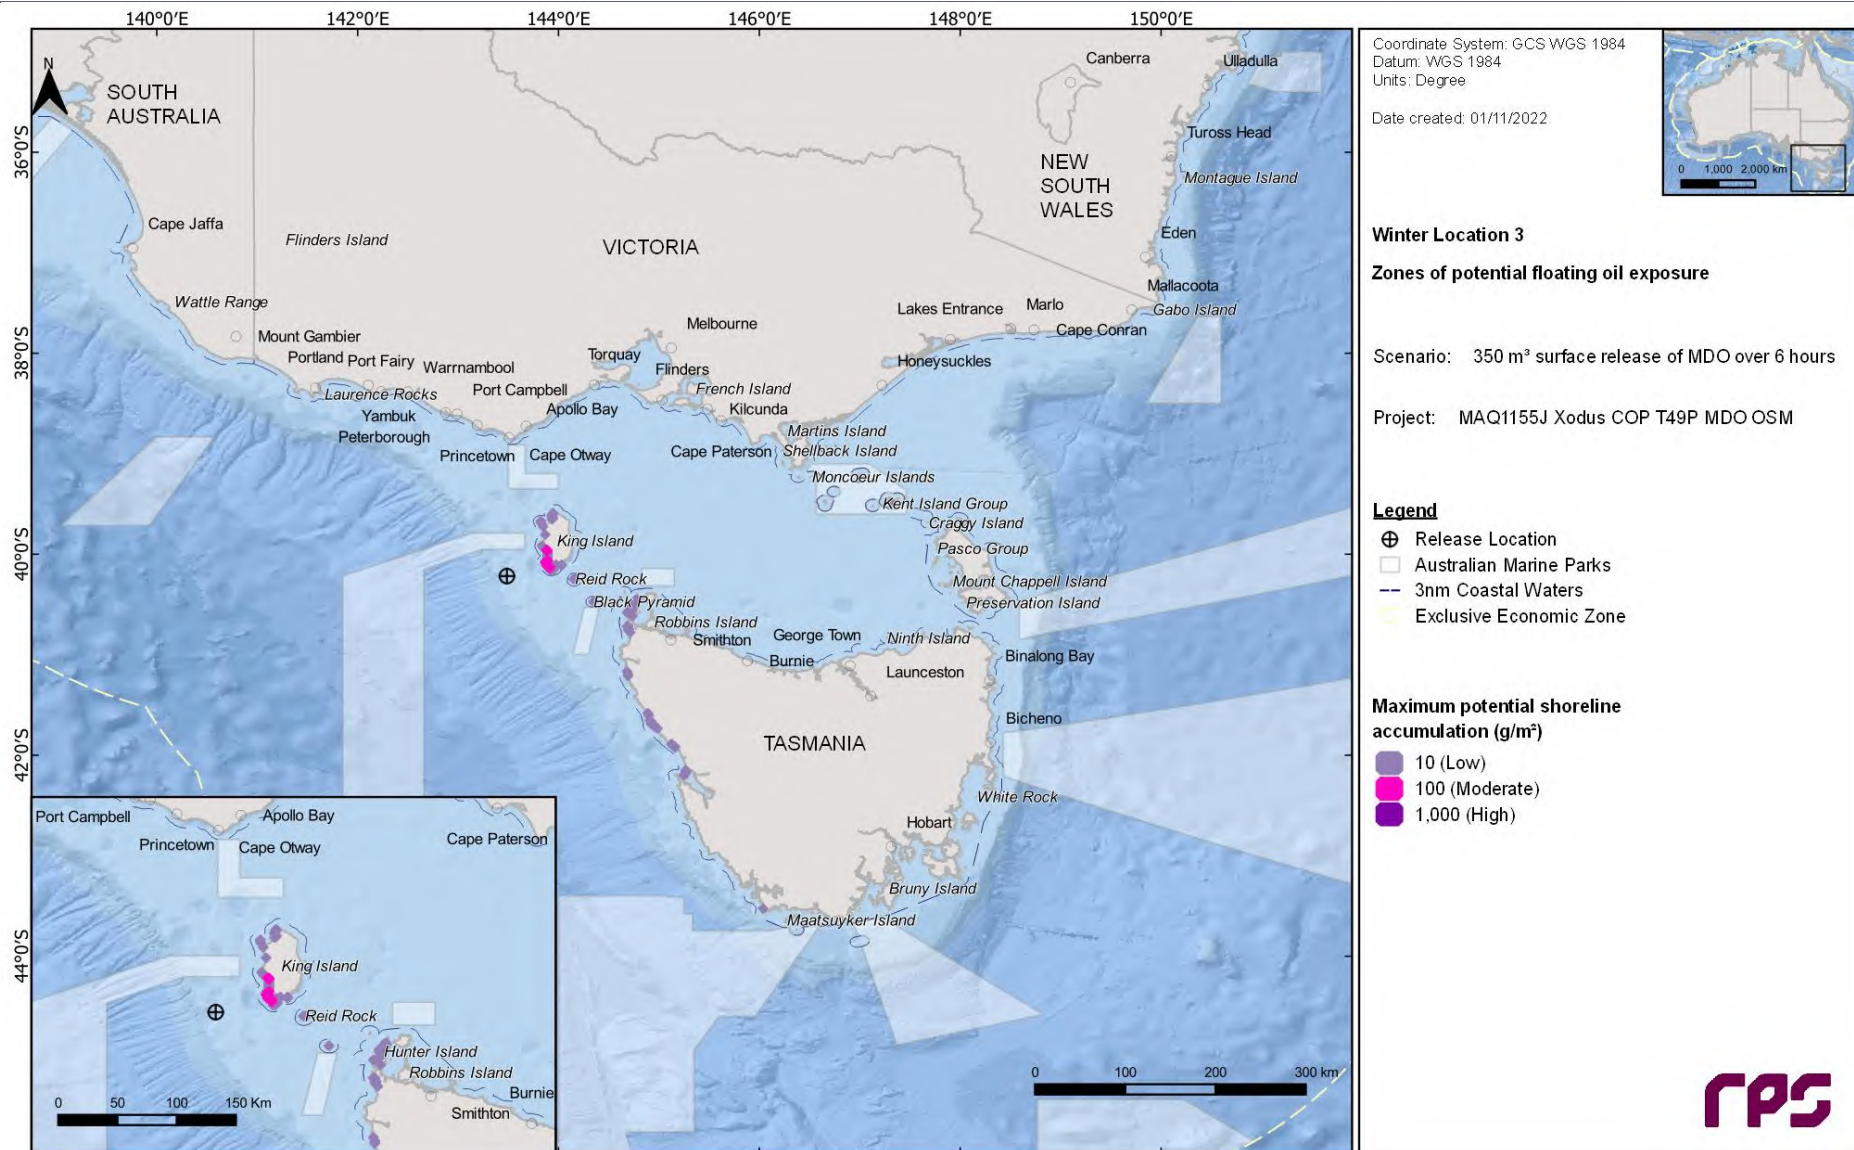 140°0'E 142°0'E 144°0'E 146°0'E 148°0'E 150°0'E
36°0'S
38°0'S
40°0'S
42°0'S
44°0'S
N
SOUTH
AUSTRALIA
Canberra
Ulladulla
Tuross Head
NEW
SOUTH
WALES
Montague Island
Cape Jaffa
Flinders Island
VICTORIA
Eden
Wattle Range
Mallacoota
Lakes Entrance
Marlo
Gabo Island
Mount Gambier
Melbourne
Cape Conran
Portland
Port Fairy
Warrnambool
Torquay
Flinders
Honeysuckles
Laurence Rocks
Port Campbell
French Island
Yambuk
Apollo Bay
Kilcunda
Peterborough
Martins Island
Princetown
Cape Otway
Cape Paterson
Shellback Island
Moncoeur Islands
Kent Island Group
Craggy Island
King Island
Pasco Group
Reid Rock
Mount Chappell Island
Black Pyramid
Preservation Island
Robbins Island
Smithton
George Town
Ninth Island
Burnie
Binalong Bay
Launceston
Bicheno
TASMANIA
White Rock
Hobart
Bruny Island
Maatsuyker Island
0 100 200 300 km
Port Campbell
Apollo Bay
Princetown
Cape Otway
Cape Paterson
King Island
Reid Rock
Hunter Island
Robbins Island
Burnie
Smithton
0 50 100 150 Km
Coordinate System: GCS WGS 1984
Datum: WGS 1984
Units: Degree
Date created: 01/11/2022
0 1,000 2,000 km
Winter Location 3
Zones of potential floating oil exposure
Scenario: 350 m³ surface release of MDO over 6 hours
Project: MAQ1155J Xodus COP T49P MDO OSM
Legend
Release Location
Australian Marine Parks
3nm Coastal Waters
Exclusive Economic Zone
Maximum potential shoreline
accumulation (g/m²)
10 (Low)
100 (Moderate)
1,000 (High)
rps